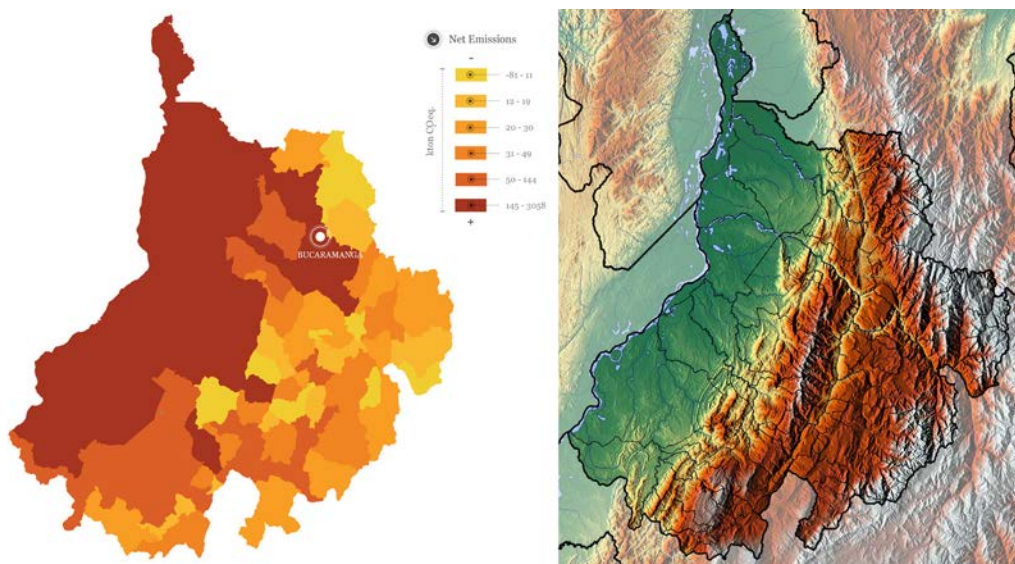 Net Emissions
-
-81 - 11
12 - 19
20 - 30
31 - 49
50 - 144
145 - 3058
+
kton CO₂eq.
BUCARAMANGA